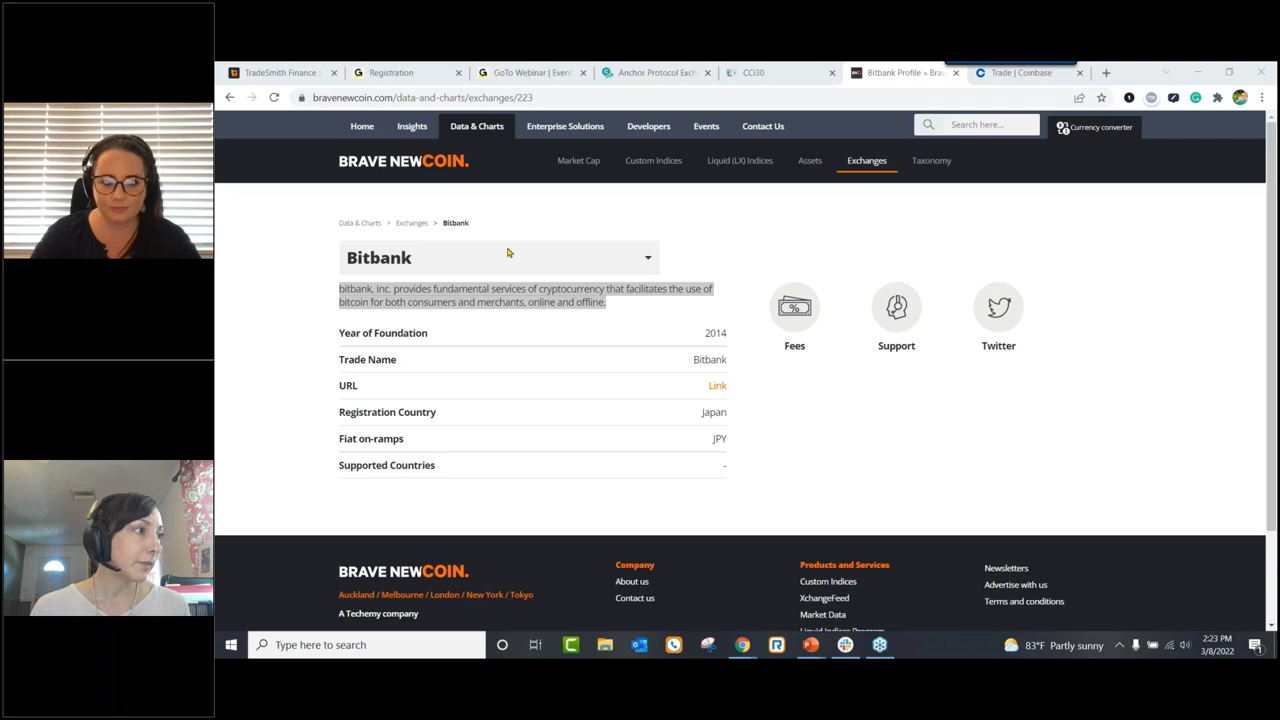 TradeSmith Finance ::
Registration
GoTo Webinar | Event
Anchor Protocol Exch
CCi30
Bitbank Profile » Brav
Trade | Coinbase
bravenewcoin.com/data-and-charts/exchanges/223
Home
Insights
Data & Charts
Enterprise Solutions
Developers
Events
Contact Us
Search here...
Currency converter
BRAVE NEWCOIN.
Market Cap
Custom Indices
Liquid (LX) Indices
Assets
Exchanges
Taxonomy
Data & Charts > Exchanges > Bitbank
Bitbank
bitbank, Inc. provides fundamental services of cryptocurrency that facilitates the use of
bitcoin for both consumers and merchants, online and offline.
Year of Foundation 2014
Trade Name Bitbank
URL Link
Registration Country Japan
Fiat on-ramps JPY
Supported Countries -
Fees
Support
Twitter
BRAVE NEWCOIN.
Auckland / Melbourne / London / New York / Tokyo
A Techemy company
Company
About us
Contact us
Products and Services
Custom Indices
XchangeFeed
Market Data
Liquid Indices Program
Newsletters
Advertise with us
Terms and conditions
Type here to search
83°F Partly sunny
2:23 PM
3/8/2022